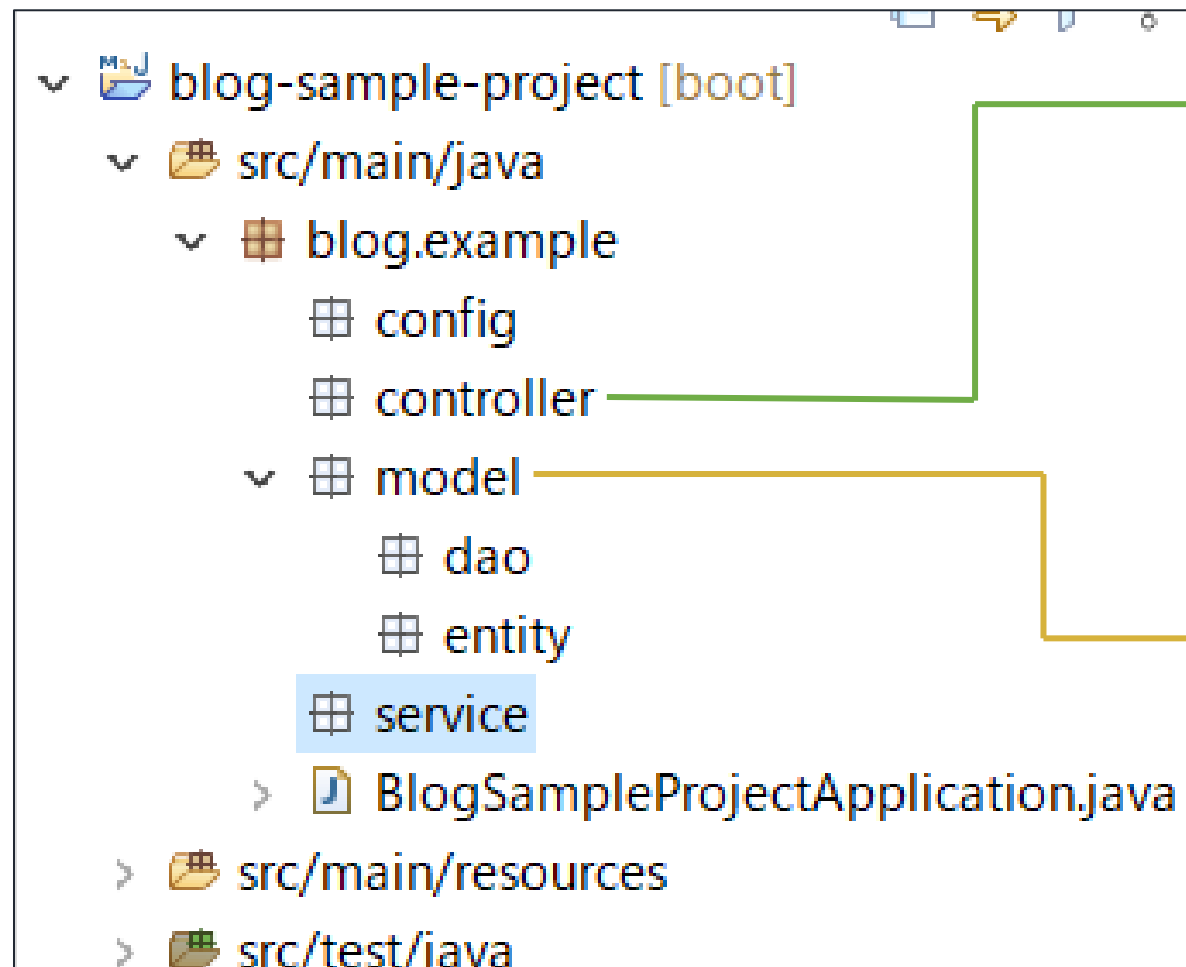 blog-sample-project [boot]
src/main/java
blog.example
config
controller
model
dao
entity
service
BlogSampleProjectApplication.java
src/main/resources
src/test/java